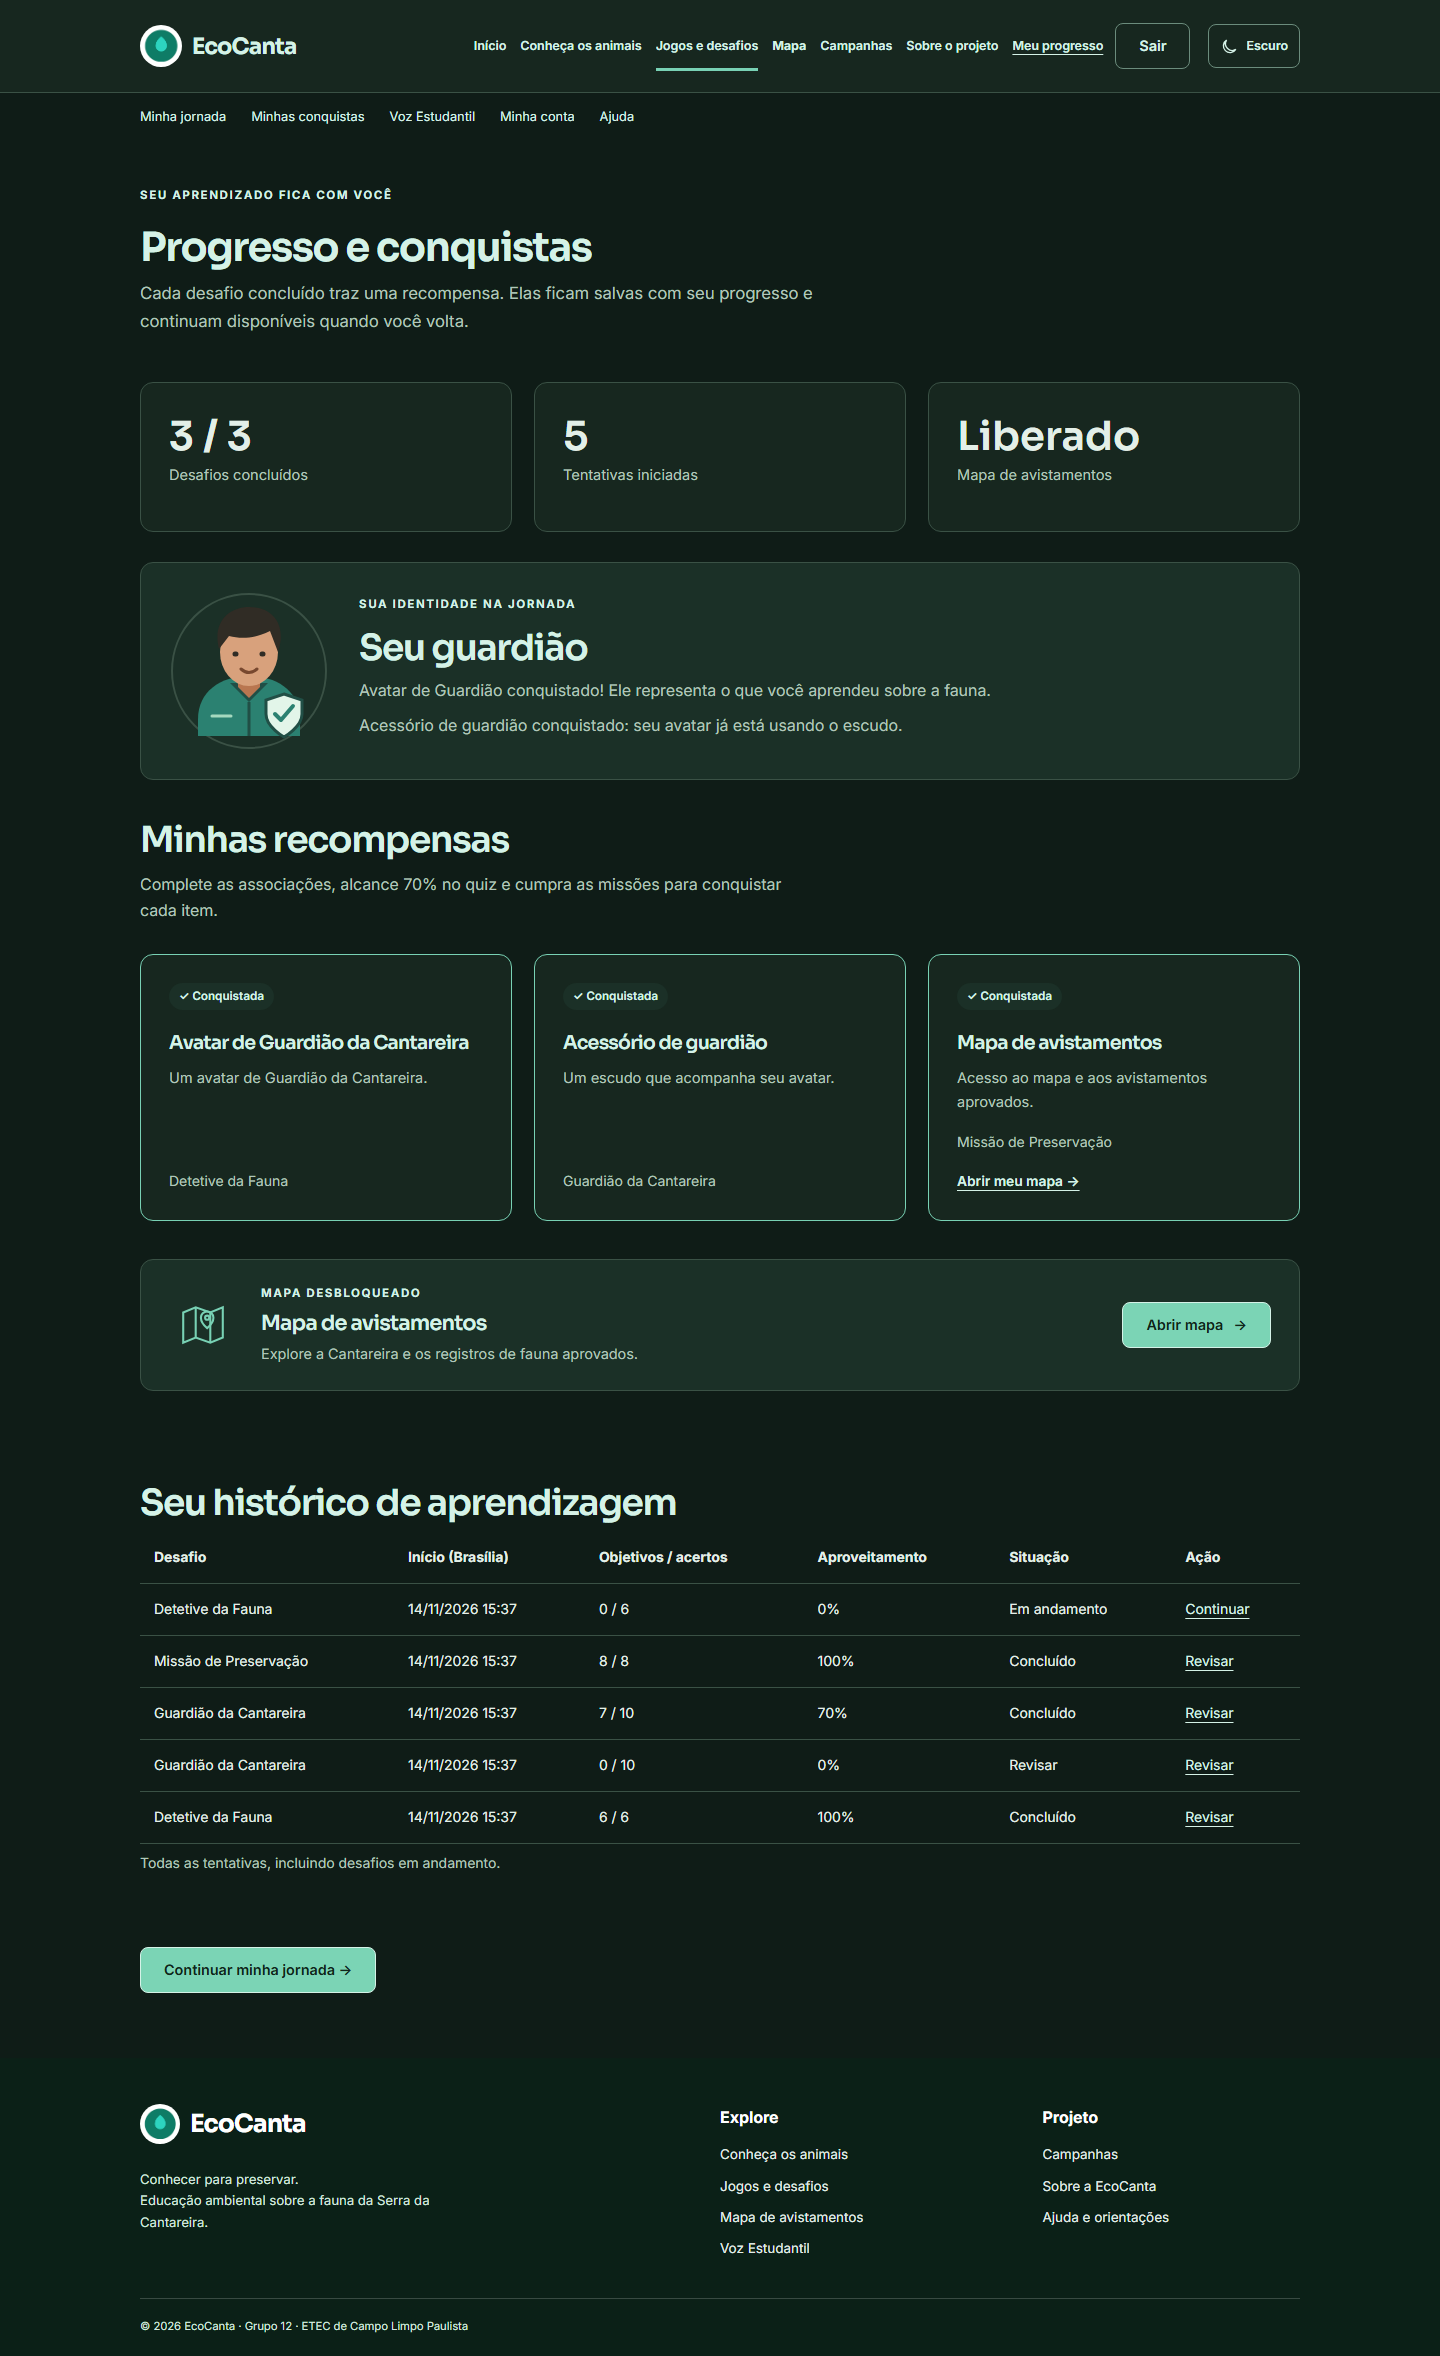 EcoCanta
Início Conheça os animais Jogos e desafios Mapa Campanhas Sobre o projeto Meu progresso Sair Escuro
Minha jornada Minhas conquistas Voz Estudantil Minha conta Ajuda
SEU APRENDIZADO FICA COM VOCÊ
Progresso e conquistas
Cada desafio concluído traz uma recompensa. Elas ficam salvas com seu progresso e
continuam disponíveis quando você volta.
3 / 3
Desafios concluídos
5
Tentativas iniciadas
Liberado
Mapa de avistamentos
SUA IDENTIDADE NA JORNADA
Seu guardião
Avatar de Guardião conquistado! Ele representa o que você aprendeu sobre a fauna.
Acessório de guardião conquistado: seu avatar já está usando o escudo.
Minhas recompensas
Complete as associações, alcance 70% no quiz e cumpra as missões para conquistar
cada item.
✓ Conquistada
Avatar de Guardião da Cantareira
Um avatar de Guardião da Cantareira.
Detetive da Fauna
✓ Conquistada
Acessório de guardião
Um escudo que acompanha seu avatar.
Guardião da Cantareira
✓ Conquistada
Mapa de avistamentos
Acesso ao mapa e aos avistamentos
aprovados.
Missão de Preservação
Abrir meu mapa →
MAPA DESBLOQUEADO
Mapa de avistamentos
Explore a Cantareira e os registros de fauna aprovados.
Abrir mapa →
Seu histórico de aprendizagem
Desafio Início (Brasília) Objetivos / acertos Aproveitamento Situação Ação
Detetive da Fauna 14/11/2026 15:37 0 / 6 0% Em andamento Continuar
Missão de Preservação 14/11/2026 15:37 8 / 8 100% Concluído Revisar
Guardião da Cantareira 14/11/2026 15:37 7 / 10 70% Concluído Revisar
Guardião da Cantareira 14/11/2026 15:37 0 / 10 0% Revisar Revisar
Detetive da Fauna 14/11/2026 15:37 6 / 6 100% Concluído Revisar
Todas as tentativas, incluindo desafios em andamento.
Continuar minha jornada →
EcoCanta
Conhecer para preservar.
Educação ambiental sobre a fauna da Serra da
Cantareira.
Explore
Conheça os animais
Jogos e desafios
Mapa de avistamentos
Voz Estudantil
Projeto
Campanhas
Sobre a EcoCanta
Ajuda e orientações
© 2026 EcoCanta · Grupo 12 · ETEC de Campo Limpo Paulista